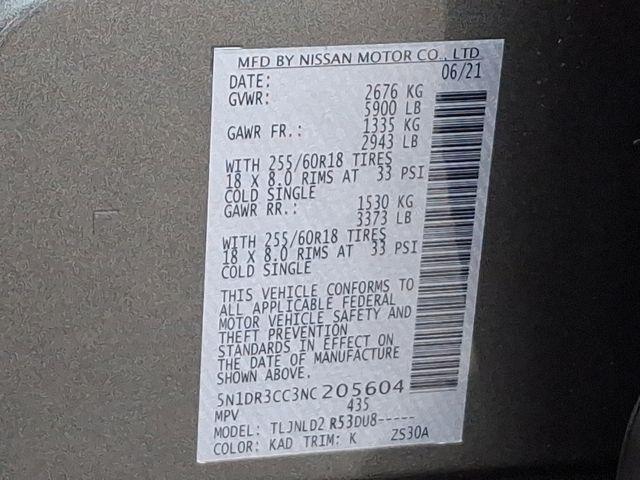 MFD BY NISSAN MOTOR CO., LTD
DATE: 06/21
GVWR: 2676 KG
5900 LB
GAWR FR.: 1335 KG
2943 LB
WITH 255/60R18 TIRES
18 X 8.0 RIMS AT 33 PSI
COLD SINGLE
GAWR RR.: 1530 KG
3373 LB
WITH 255/60R18 TIRES
18 X 8.0 RIMS AT 33 PSI
COLD SINGLE
THIS VEHICLE CONFORMS TO
ALL APPLICABLE FEDERAL
MOTOR VEHICLE SAFETY AND
THEFT PREVENTION
STANDARDS IN EFFECT ON
THE DATE OF MANUFACTURE
SHOWN ABOVE.
5N1DR3CC3NC205604
MPV 435
MODEL: TLJNLD2 R53DU8-----
COLOR: KAD TRIM: K ZS30A